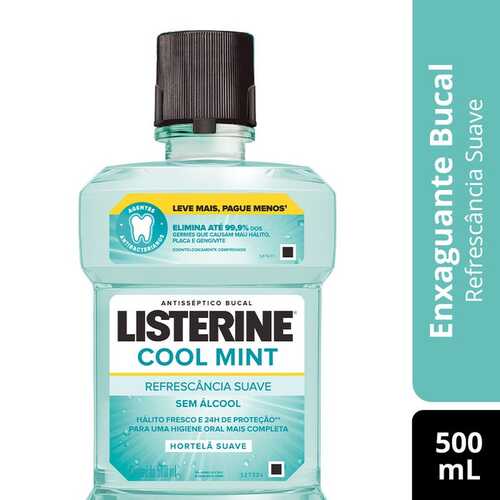 LEVE MAIS, PAGUE MENOS*
AGENTES
ANTIBACTERIANOS
ELIMINA ATÉ 99,9% DOS
GERMES QUE CAUSAM MAU HÁLITO,
PLACA E GENGIVITE
ODONTOLOGICAMENTE COMPROVADO
ANTISSÉPTICO BUCAL
LISTERINE
COOL MINT
REFRESCÂNCIA SUAVE
SEM ÁLCOOL
HÁLITO FRESCO E 24H DE PROTEÇÃO**
PARA UMA HIGIENE ORAL MAIS COMPLETA
HORTELÃ SUAVE
Enxaguante Bucal
Refrescância Suave
500
mL